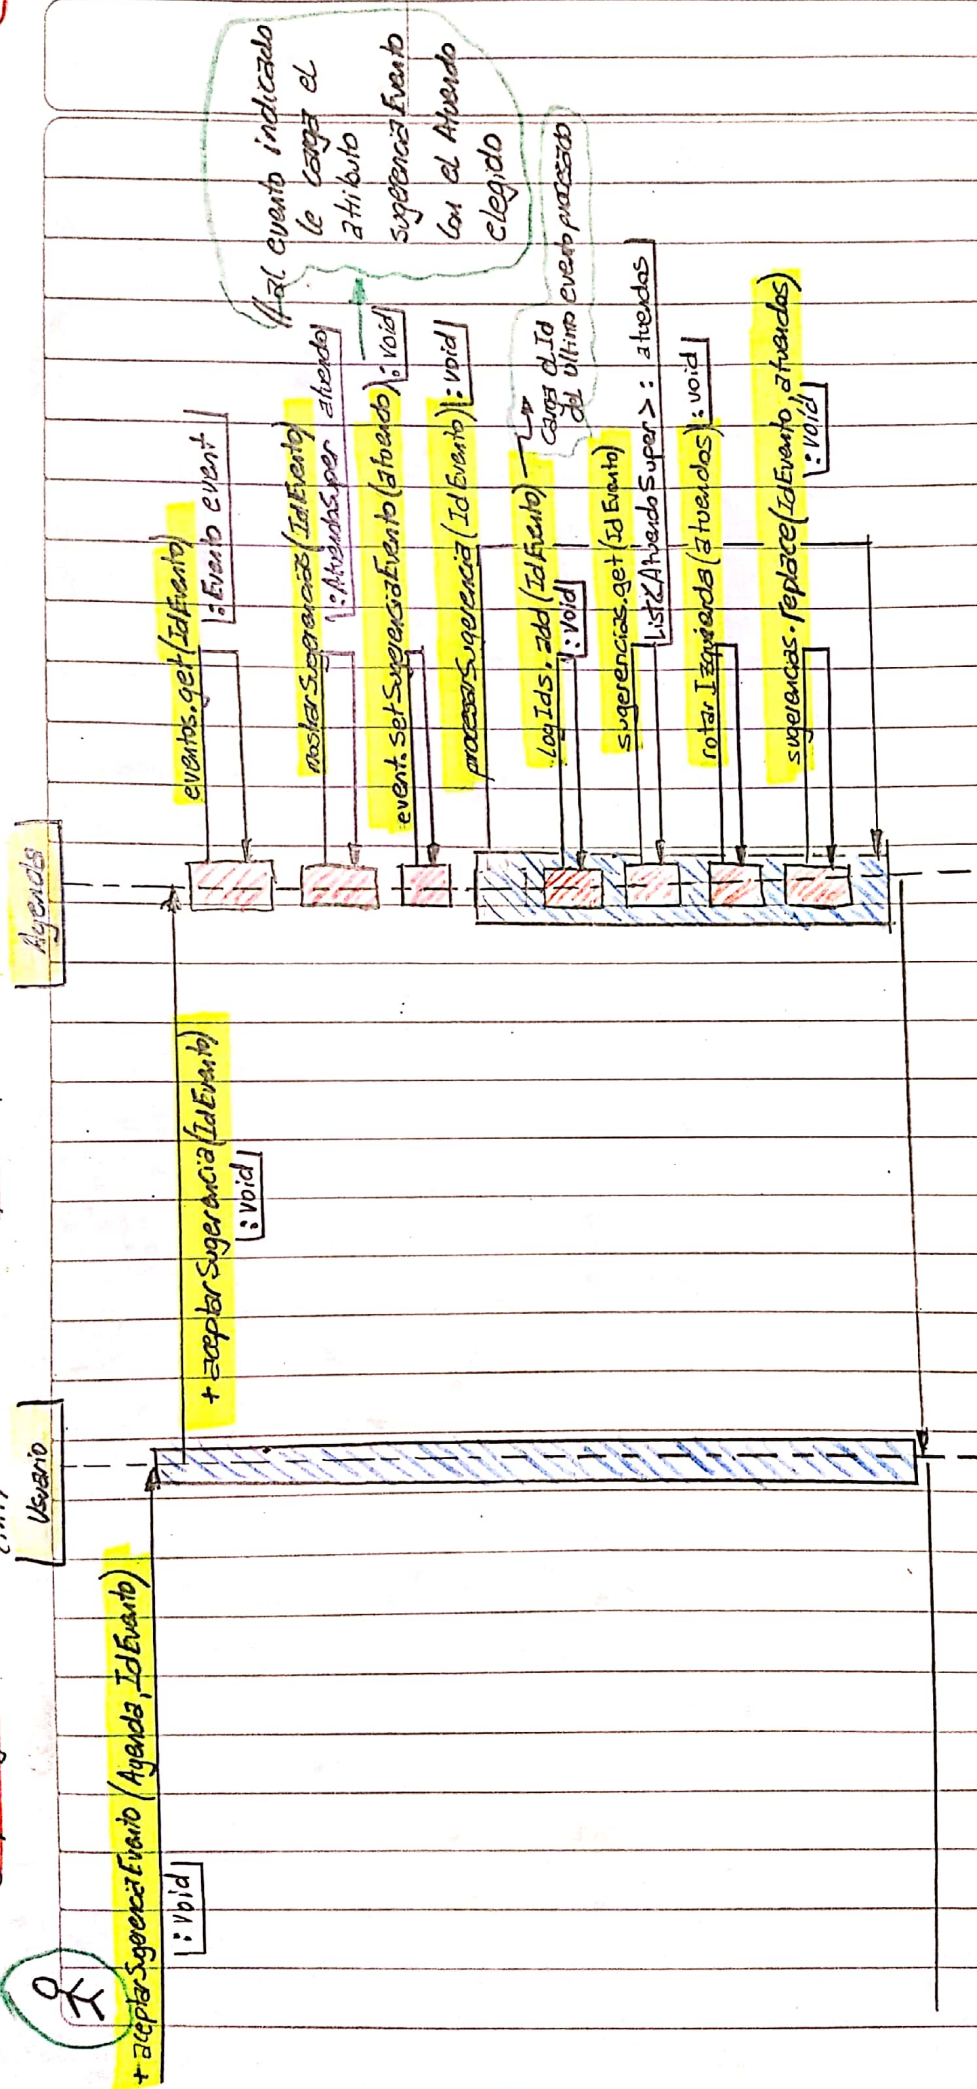 Usuario
Agenda
+ aceptarSugerenciaEvento (Agenda, IdEvento)
: void
+ aceptarSugerencia (IdEvento)
: void
eventos.get (IdEvento)
: Evento event
mostrarSugerencias (IdEvento)
: AtuendoSuper atuendo
event.SetSugerenciaEvento (atuendo)
: void
//al evento indicado
le carga el
atributo
sugerenciaEvento
con el Atuendo
elegido
procesarSugerencia (IdEvento)
: void
logIds.add (IdEvento)
: void
carga el Id
del ultimo evento procesado
sugerencias.get (IdEvento)
List<AtuendoSuper> : atuendos
rotarIzquierda (atuendos)
: void
sugerencias.replace (IdEvento, atuendos)
: void